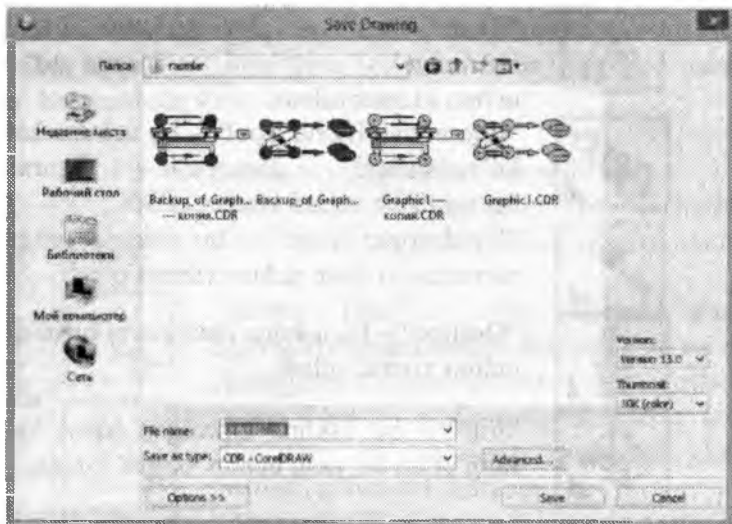 Save Drawing
Папка:
Недавние места
Рабочий стол
Библиотеки
Мой компьютер
Сеть
Backup_of_Graph... — копия.CDR
Backup_of_Graph...
Graphic1 — копия.CDR
Graphic1.CDR
Version:
Version 13.0
Thumbnail:
10K (color)
File name:
Save as type: CDR - CorelDRAW
Advanced...
Options >>
Save
Cancel